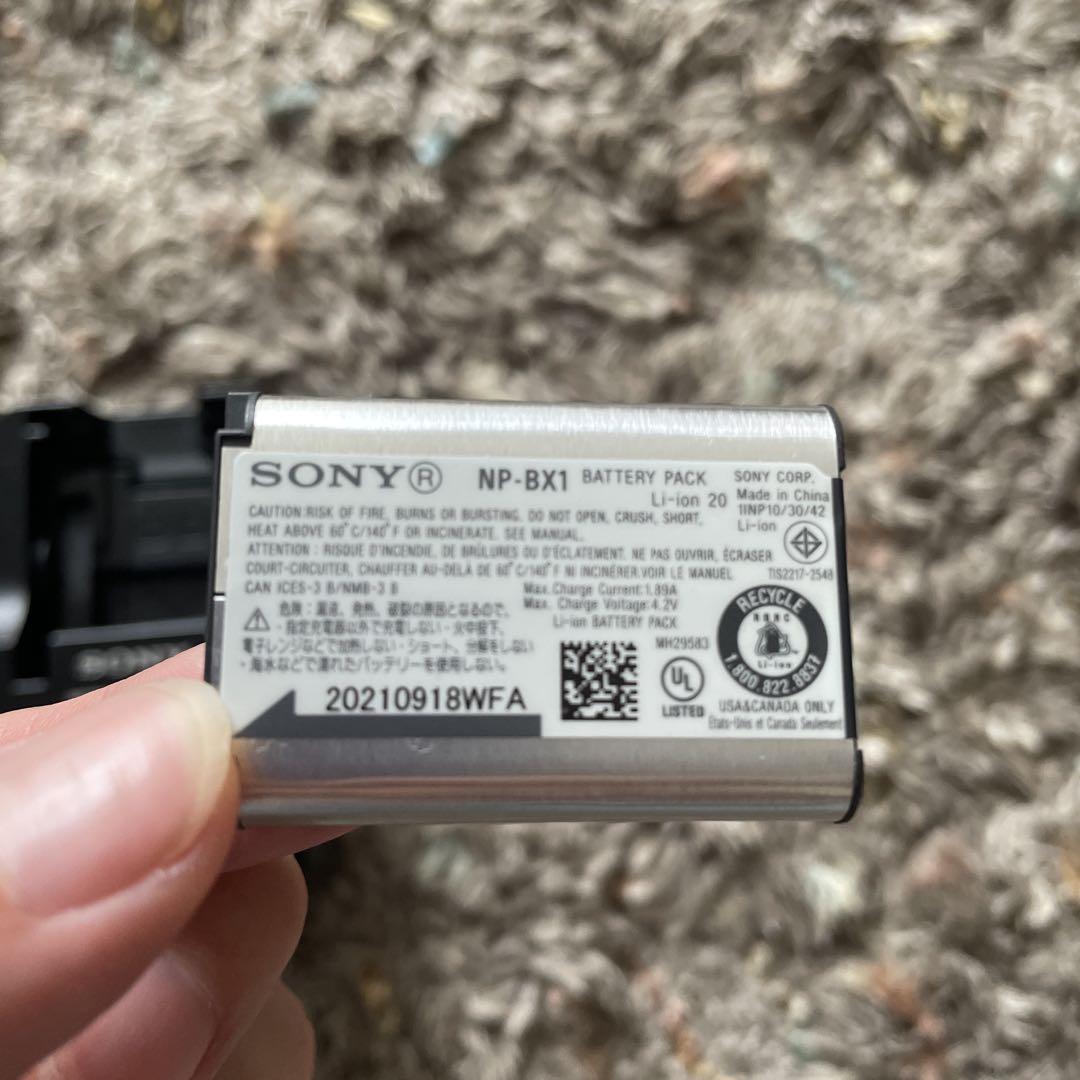 SONY® NP-BX1 BATTERY PACK SONY CORP.
Li-ion 20 Made in China
CAUTION:RISK OF FIRE, BURNS OR BURSTING. DO NOT OPEN, CRUSH, SHORT, 1INP10/30/42
HEAT ABOVE 60°C/140°F OR INCINERATE. SEE MANUAL. Li-ion
ATTENTION : RISQUE D'INCENDIE, DE BRÛLURES OU D'ÉCLATEMENT. NE PAS OUVRIR, ÉCRASER
COURT-CIRCUITER, CHAUFFER AU-DELA DE 60°C/140°F NI INCINÉRER.VOIR LE MANUEL TIS2217-2548
CAN ICES-3 B/NMB-3 B Max.Charge Current:1.89A
Max. Charge Voltage:4.2V
Li-ion BATTERY PACK
危険:漏液、発熱、破裂の原因となるので、
・指定充電器以外で充電しない・火中投下、
電子レンジなどで加熱しない・ショート、分解をしない
・海水などで濡れたバッテリーを使用しない。
20210918WFA
MH29583
UL
LISTED
RECYCLE
RBRC
Li-ion
1.800.822.8837
USA&CANADA ONLY
États-Unis et Canada Seulement
SONY